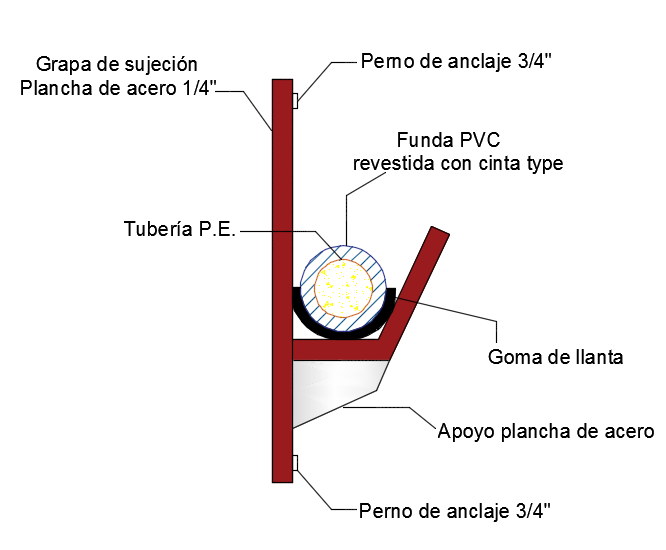 Grapa de sujeción
Plancha de acero 1/4"
Perno de anclaje 3/4"
Funda PVC
revestida con cinta type
Tubería P.E.
Goma de llanta
Apoyo plancha de acero
Perno de anclaje 3/4"